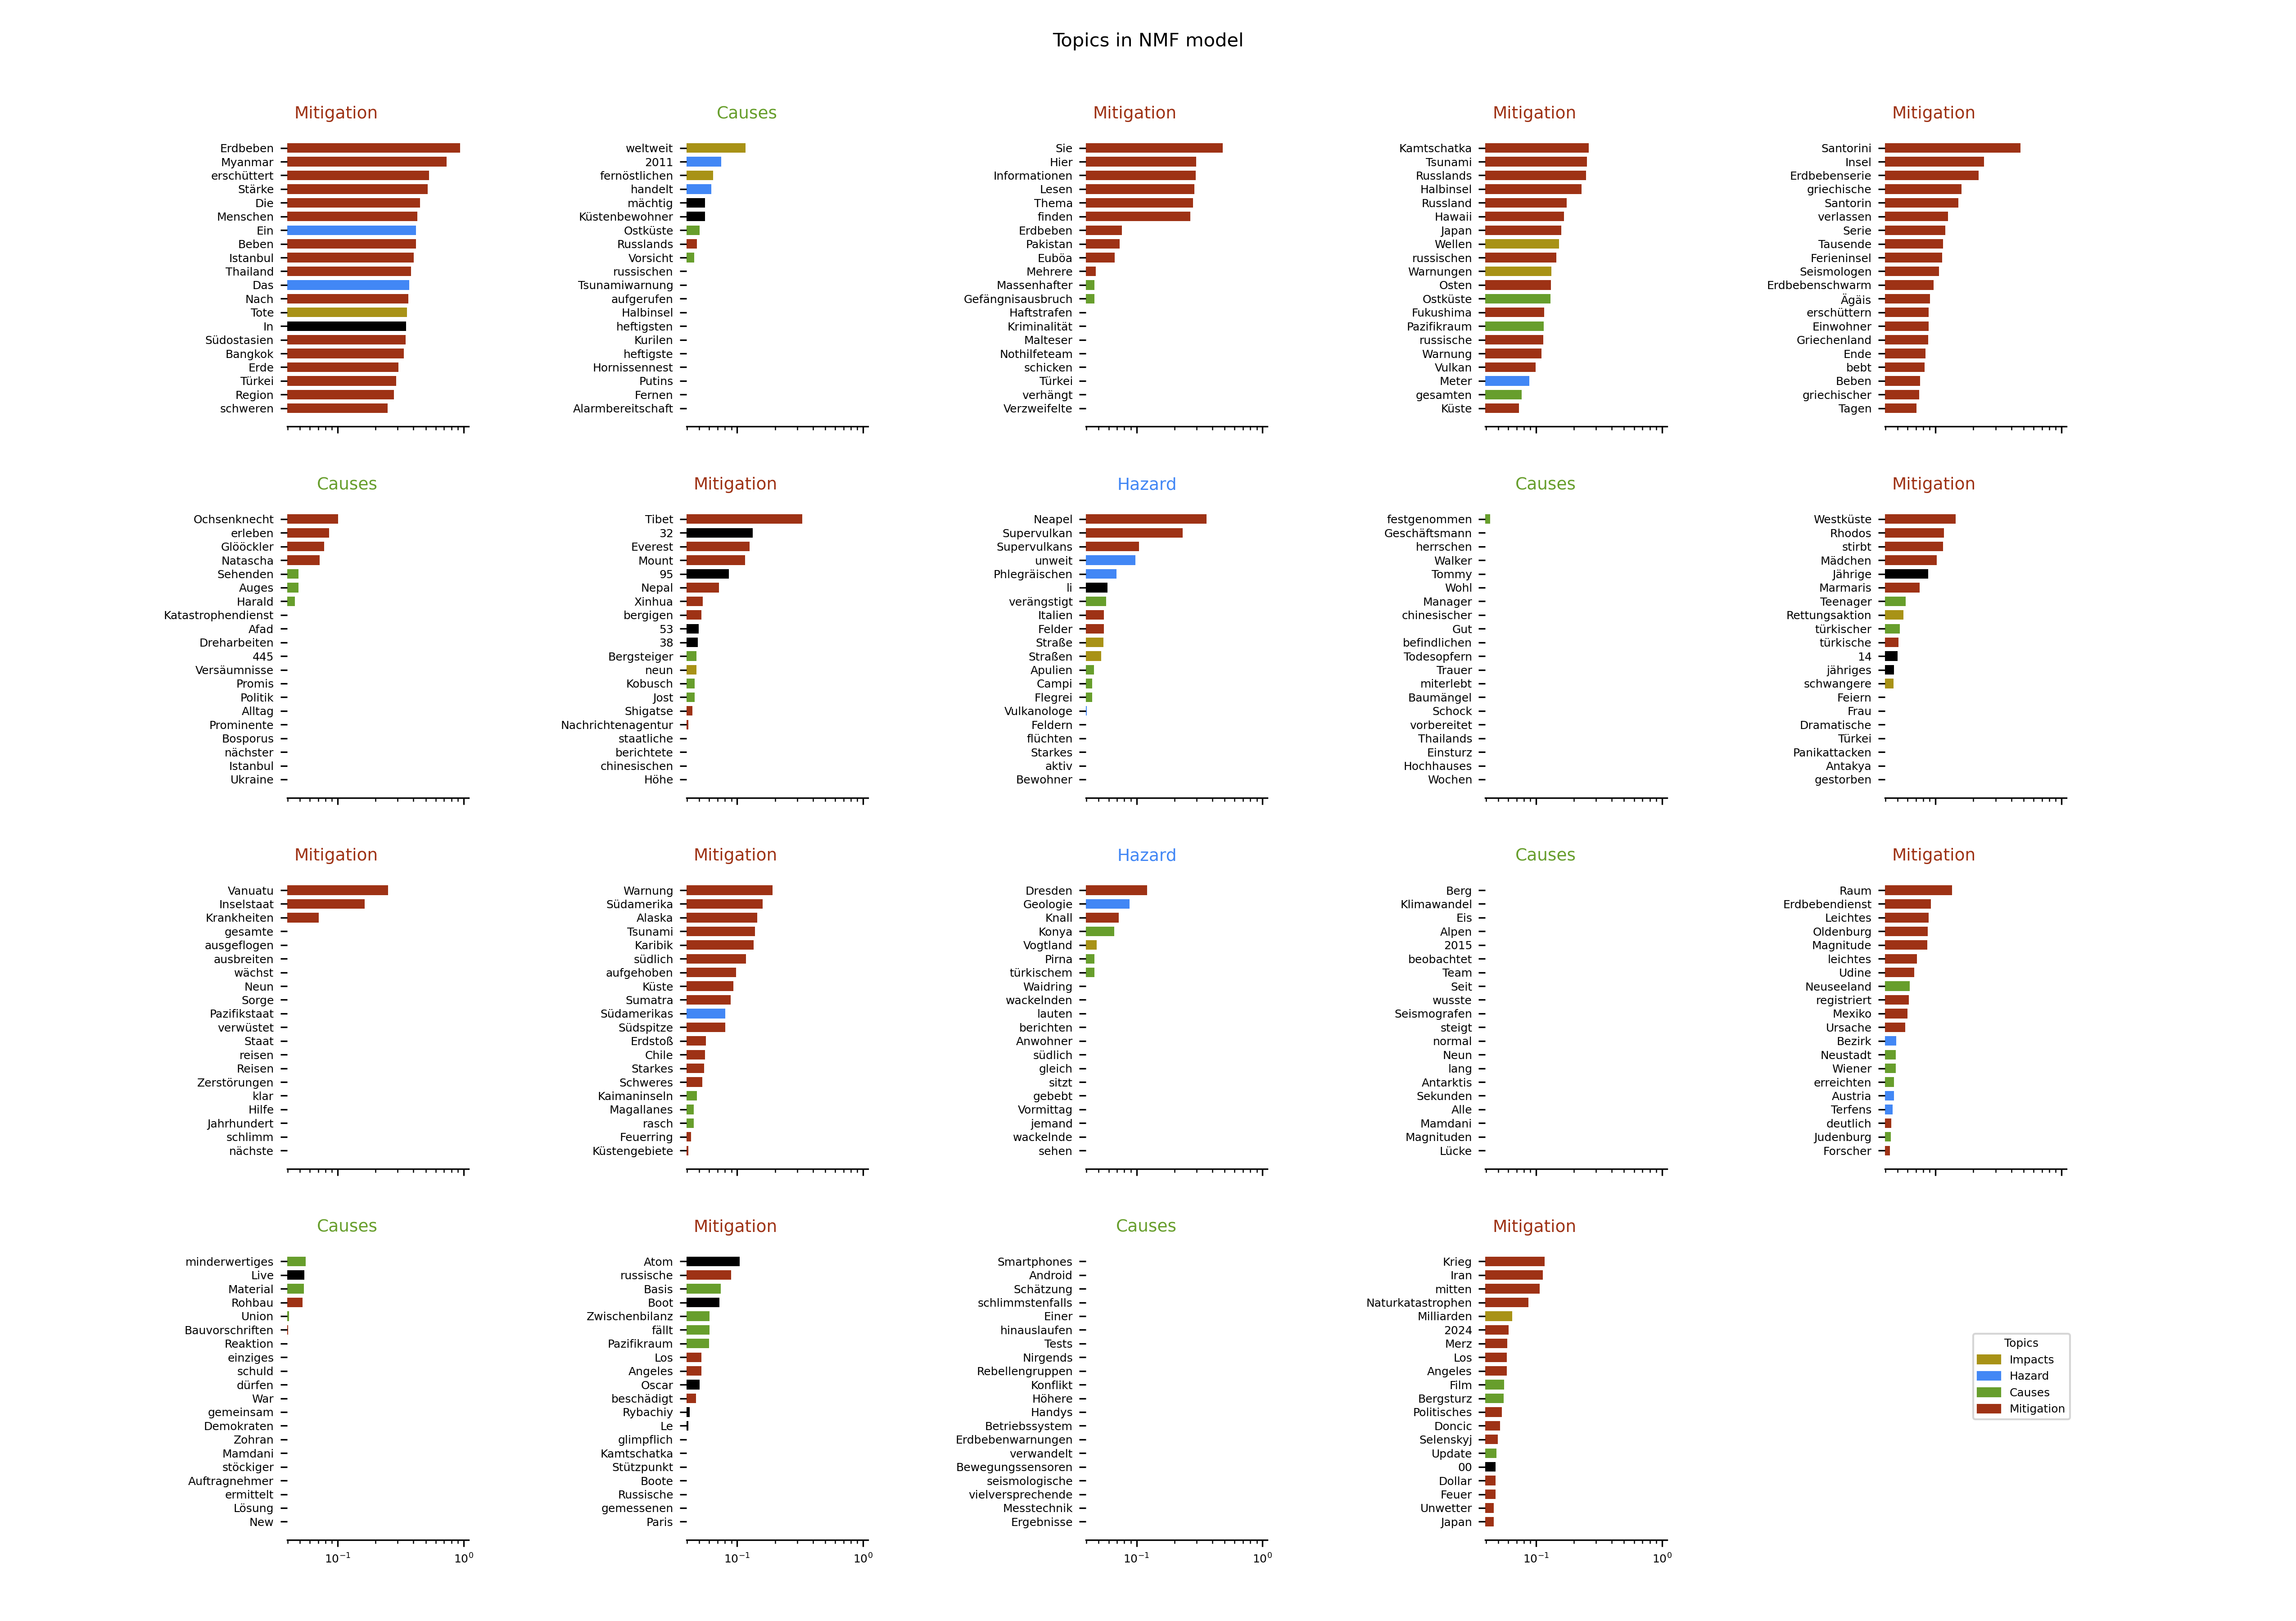 Topics in NMF model
Mitigation
Erdbeben
Myanmar
erschüttert
Stärke
Die
Menschen
Ein
Beben
Istanbul
Thailand
Das
Nach
Tote
In
Südostasien
Bangkok
Erde
Türkei
Region
schweren
Causes
weltweit
2011
fernöstlichen
handelt
mächtig
Küstenbewohner
Ostküste
Russlands
Vorsicht
russischen
Tsunamiwarnung
aufgerufen
Halbinsel
heftigsten
Kurilen
heftigste
Hornissennest
Putins
Fernen
Alarmbereitschaft
Mitigation
Sie
Hier
Informationen
Lesen
Thema
finden
Erdbeben
Pakistan
Euböa
Mehrere
Massenhafter
Gefängnisausbruch
Haftstrafen
Kriminalität
Malteser
Nothilfeteam
schicken
Türkei
verhängt
Verzweifelte
Mitigation
Kamtschatka
Tsunami
Russlands
Halbinsel
Russland
Hawaii
Japan
Wellen
russischen
Warnungen
Osten
Ostküste
Fukushima
Pazifikraum
russische
Warnung
Vulkan
Meter
gesamten
Küste
Mitigation
Santorini
Insel
Erdbebenserie
griechische
Santorin
verlassen
Serie
Tausende
Ferieninsel
Seismologen
Erdbebenschwarm
Ägäis
erschüttern
Einwohner
Griechenland
Ende
bebt
Beben
griechischer
Tagen
Causes
Ochsenknecht
erleben
Glööckler
Natascha
Sehenden
Auges
Harald
Katastrophendienst
Afad
Dreharbeiten
445
Versäumnisse
Promis
Politik
Alltag
Prominente
Bosporus
nächster
Istanbul
Ukraine
Mitigation
Tibet
32
Everest
Mount
95
Nepal
Xinhua
bergigen
53
38
Bergsteiger
neun
Kobusch
Jost
Shigatse
Nachrichtenagentur
staatliche
berichtete
chinesischen
Höhe
Hazard
Neapel
Supervulkan
Supervulkans
unweit
Phlegräischen
li
verängstigt
Italien
Felder
Straße
Straßen
Apulien
Campi
Flegrei
Vulkanologe
Feldern
flüchten
Starkes
aktiv
Bewohner
Causes
festgenommen
Geschäftsmann
herrschen
Walker
Tommy
Wohl
Manager
chinesischer
Gut
befindlichen
Todesopfern
Trauer
miterlebt
Baumängel
Schock
vorbereitet
Thailands
Einsturz
Hochhauses
Wochen
Mitigation
Westküste
Rhodos
stirbt
Mädchen
Jährige
Marmaris
Teenager
Rettungsaktion
türkischer
türkische
14
jähriges
schwangere
Feiern
Frau
Dramatische
Türkei
Panikattacken
Antakya
gestorben
Mitigation
Vanuatu
Inselstaat
Krankheiten
gesamte
ausgeflogen
ausbreiten
wächst
Neun
Sorge
Pazifikstaat
verwüstet
Staat
reisen
Reisen
Zerstörungen
klar
Hilfe
Jahrhundert
schlimm
nächste
Mitigation
Warnung
Südamerika
Alaska
Tsunami
Karibik
südlich
aufgehoben
Küste
Sumatra
Südamerikas
Südspitze
Erdstoß
Chile
Starkes
Schweres
Kaimaninseln
Magallanes
rasch
Feuerring
Küstengebiete
Hazard
Dresden
Geologie
Knall
Konya
Vogtland
Pirna
türkischem
Waidring
wackelnden
lauten
berichten
Anwohner
südlich
gleich
sitzt
gebebt
Vormittag
jemand
wackelnde
sehen
Causes
Berg
Klimawandel
Eis
Alpen
2015
beobachtet
Team
Seit
wusste
Seismografen
steigt
normal
Neun
lang
Antarktis
Sekunden
Alle
Mamdani
Magnituden
Lücke
Mitigation
Raum
Erdbebendienst
Leichtes
Oldenburg
Magnitude
leichtes
Udine
Neuseeland
registriert
Mexiko
Ursache
Bezirk
Neustadt
Wiener
erreichten
Austria
Terfens
deutlich
Judenburg
Forscher
Causes
minderwertiges
Live
Material
Rohbau
Union
Bauvorschriften
Reaktion
einziges
schuld
dürfen
War
gemeinsam
Demokraten
Zohran
Mamdani
stöckiger
Auftragnehmer
ermittelt
Lösung
New
10⁻¹ 10⁰
Mitigation
Atom
russische
Basis
Boot
Zwischenbilanz
fällt
Pazifikraum
Los
Angeles
Oscar
beschädigt
Rybachiy
Le
glimpflich
Kamtschatka
Stützpunkt
Boote
Russische
gemessenen
Paris
10⁻¹ 10⁰
Causes
Smartphones
Android
Schätzung
schlimmstenfalls
Einer
hinauslaufen
Tests
Nirgends
Rebellengruppen
Konflikt
Höhere
Handys
Betriebssystem
Erdbebenwarnungen
verwandelt
Bewegungssensoren
seismologische
vielversprechende
Messtechnik
Ergebnisse
10⁻¹ 10⁰
Mitigation
Krieg
Iran
mitten
Naturkatastrophen
Milliarden
2024
Merz
Los
Angeles
Film
Bergsturz
Politisches
Doncic
Selenskyj
Update
00
Dollar
Feuer
Unwetter
Japan
10⁻¹ 10⁰
Topics
Impacts
Hazard
Causes
Mitigation